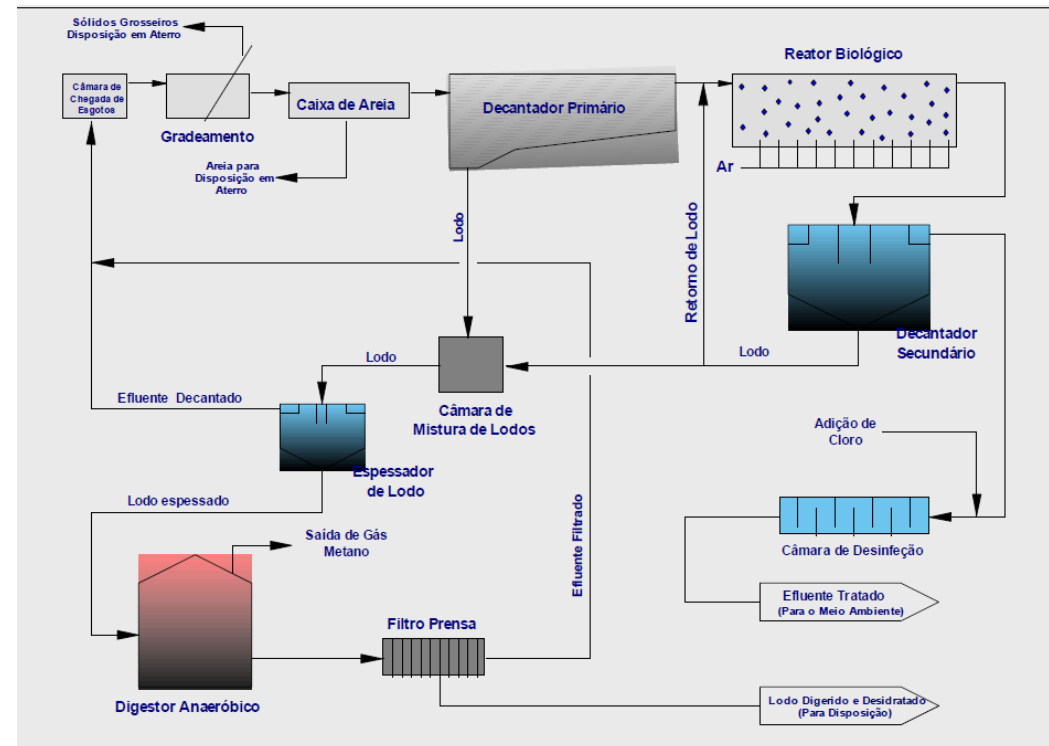 Sólidos Grosseiros
Disposição em Aterro
Câmara de
Chegada de
Esgotos
Gradeamento
Caixa de Areia
Areia para
Disposição em
Aterro
Decantador Primário
Reator Biológico
Ar
Lodo
Retorno de Lodo
Decantador
Secundário
Lodo
Lodo
Câmara de
Mistura de Lodos
Efluente Decantado
Espessador
de Lodo
Adição de
Cloro
Câmara de Desinfeção
Lodo espessado
Saída de Gás
Metano
Efluente Filtrado
Efluente Tratado
(Para o Meio Ambiente)
Filtro Prensa
Digestor Anaeróbico
Lodo Digerido e Desidratado
(Para Disposição)